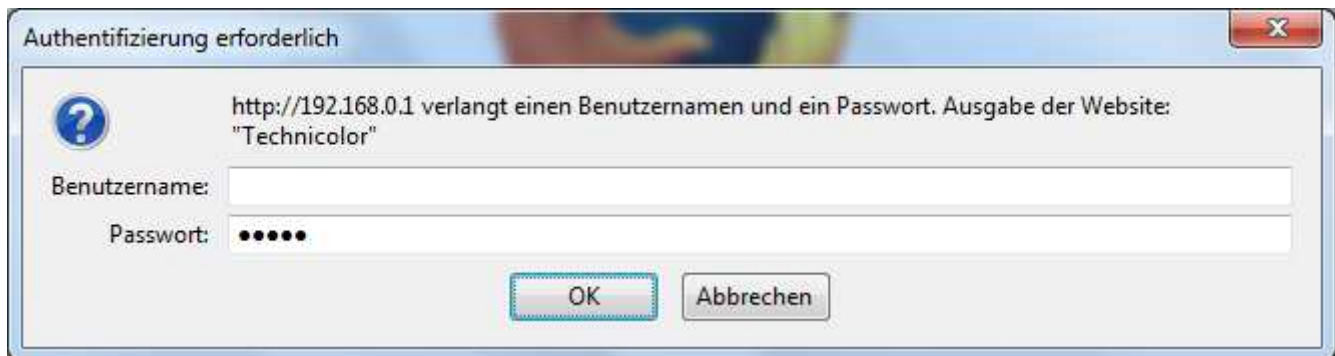 Authentifizierung erforderlich
http://192.168.0.1 verlangt einen Benutzernamen und ein Passwort. Ausgabe der Website:
"Technicolor"
Benutzername:
Passwort: •••••
OK Abbrechen